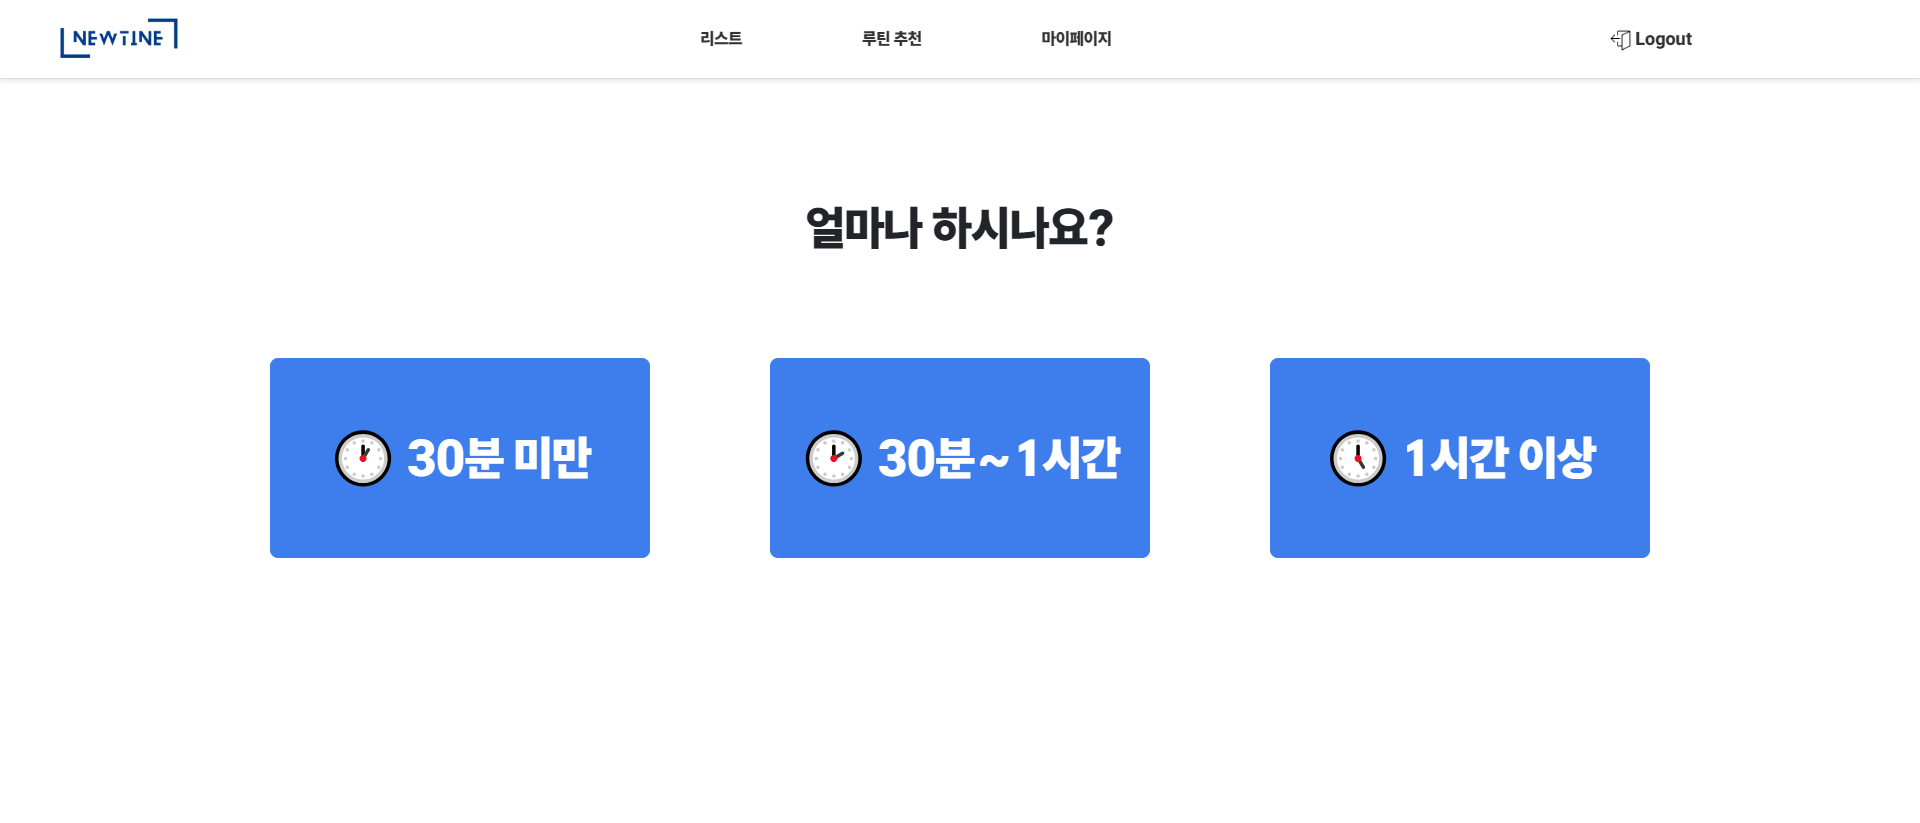 NEWTINE
리스트
루틴 추천
마이페이지
Logout
얼마나 하시나요?
30분 미만
30분~1시간
1시간 이상